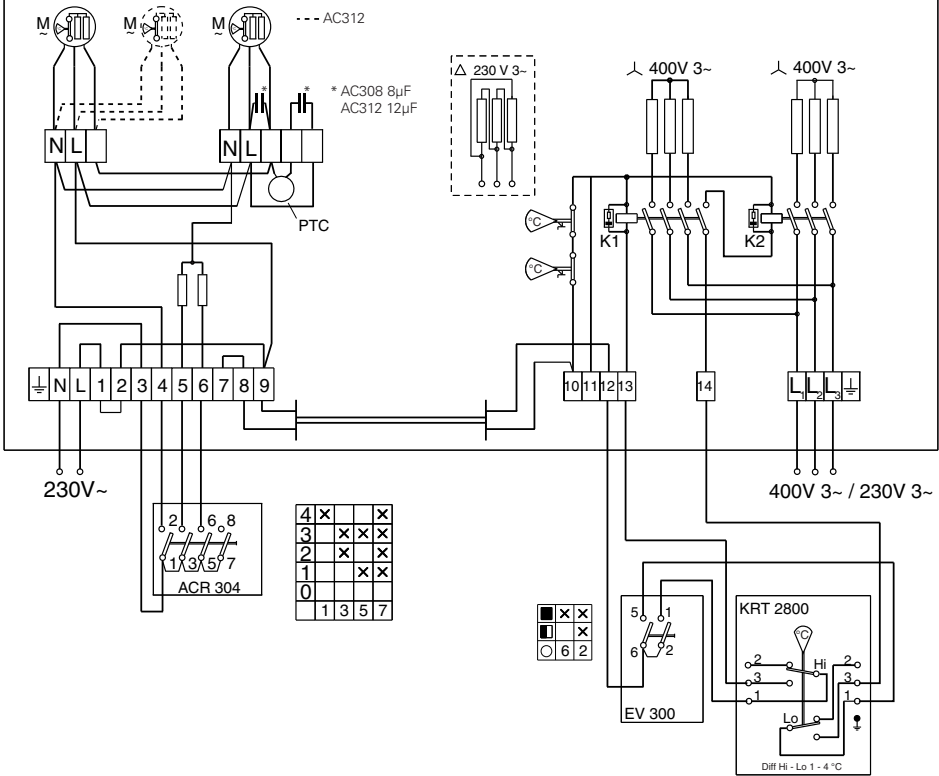 M~ M~ M~ --- AC312
* *
* AC308 8µF
AC312 12µF
△ 230 V 3~
400V 3~ 400V 3~
N L N L
PTC
°C
°C
K1 K2
N L 1 2 3 4 5 6 7 8 9
10 11 12 13 14 L1 L2 L3
230V~
400V 3~ / 230V 3~
2 6 8
1 3 5 7
ACR 304
4 × ×
3 × × ×
2 × ×
1 × ×
0
1 3 5 7
■ × ×
◧ ×
○ 6 2
5 1
6 2
EV 300
KRT 2800
°C
2 Hi 2
3 3
1 1
Lo
Diff Hi - Lo 1 - 4 °C